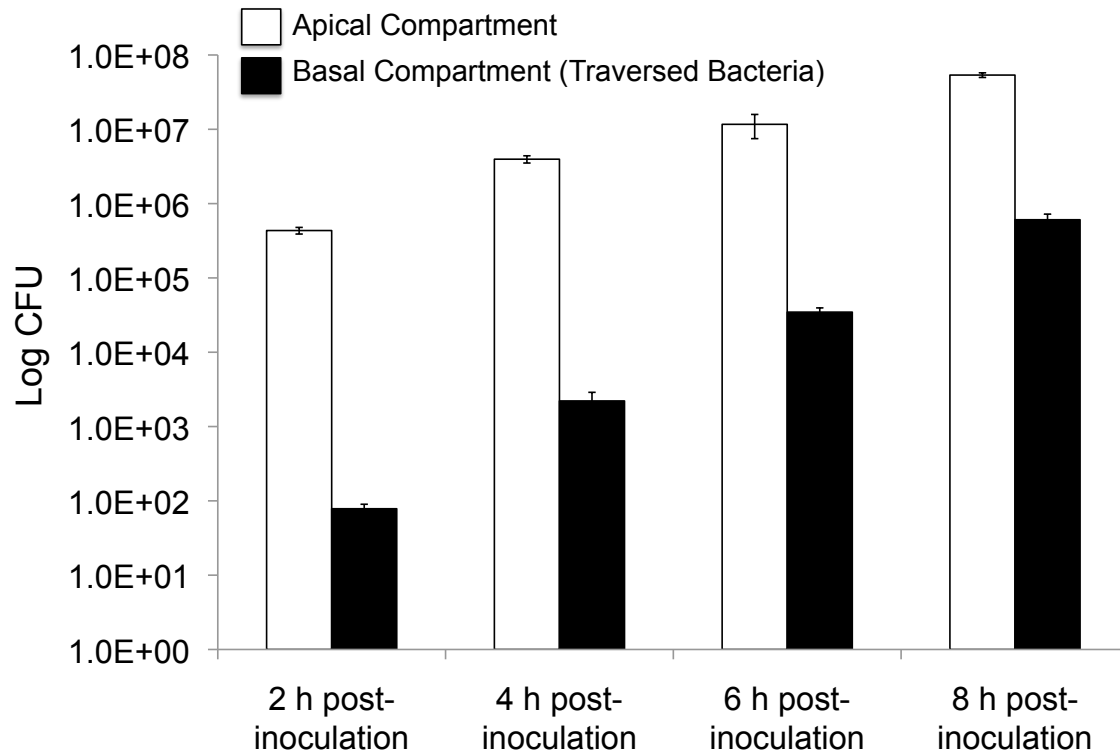 Apical Compartment
Basal Compartment (Traversed Bacteria)
Log CFU
1.0E+08
1.0E+07
1.0E+06
1.0E+05
1.0E+04
1.0E+03
1.0E+02
1.0E+01
1.0E+00
2 h post-
inoculation
4 h post-
inoculation
6 h post-
inoculation
8 h post-
inoculation